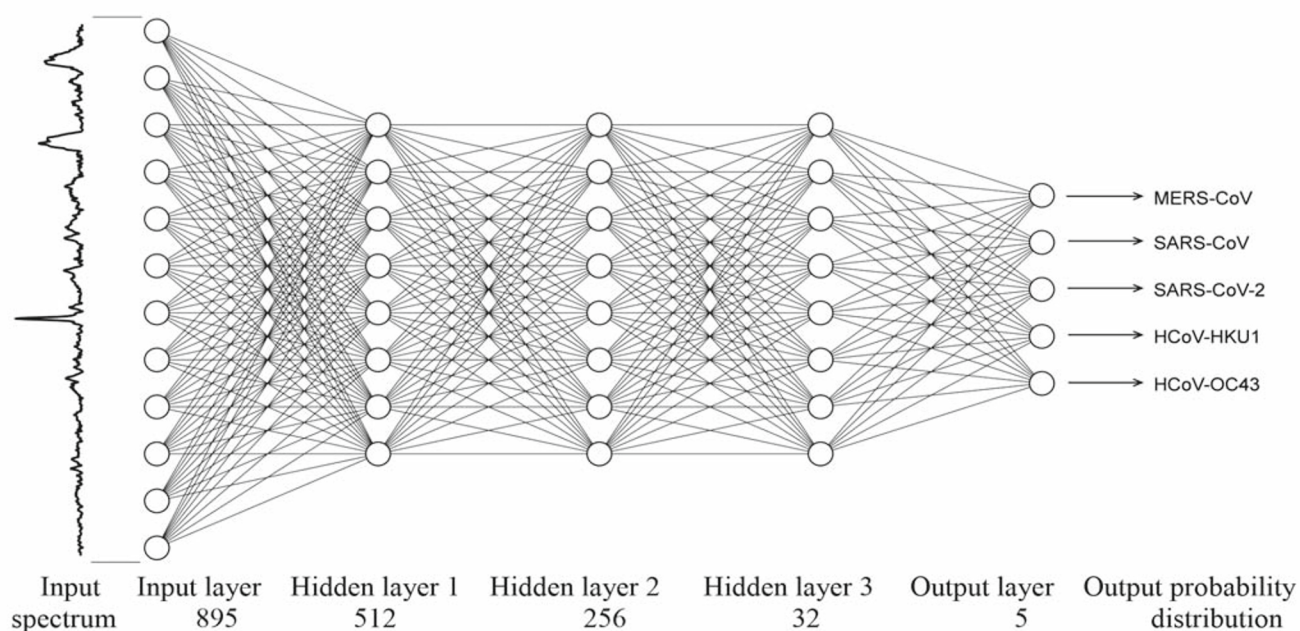 MERS-CoV
SARS-CoV
SARS-CoV-2
HCoV-HKU1
HCoV-OC43
Input Input layer Hidden layer 1 Hidden layer 2 Hidden layer 3 Output layer Output probability
spectrum 895 512 256 32 5 distribution